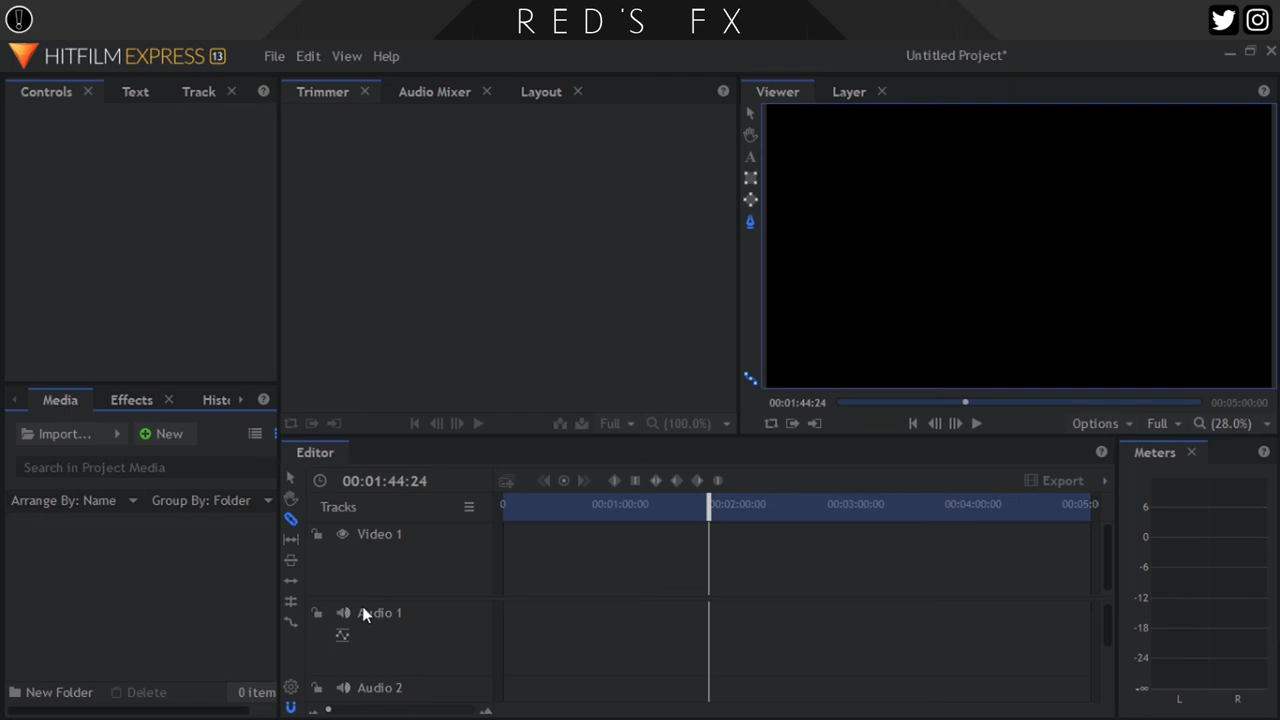 RED'S FX
HITFILM EXPRESS 13
File Edit View Help
Untitled Project*
Controls Text Track
Trimmer Audio Mixer Layout
Viewer Layer
00:01:44:24 00:05:00:00
Full (100.0%)
Options Full (28.0%)
Media Effects Histo
Import... New
Search in Project Media
Arrange By: Name Group By: Folder
New Folder Delete 0 item
Editor
00:01:44:24
Export
Tracks
0 00:01:00:00 00:02:00:00 00:03:00:00 00:04:00:00 00:05:0
Video 1
Audio 1
Audio 2
Meters
6
0
-6
-12
-18
-24
-∞
L R